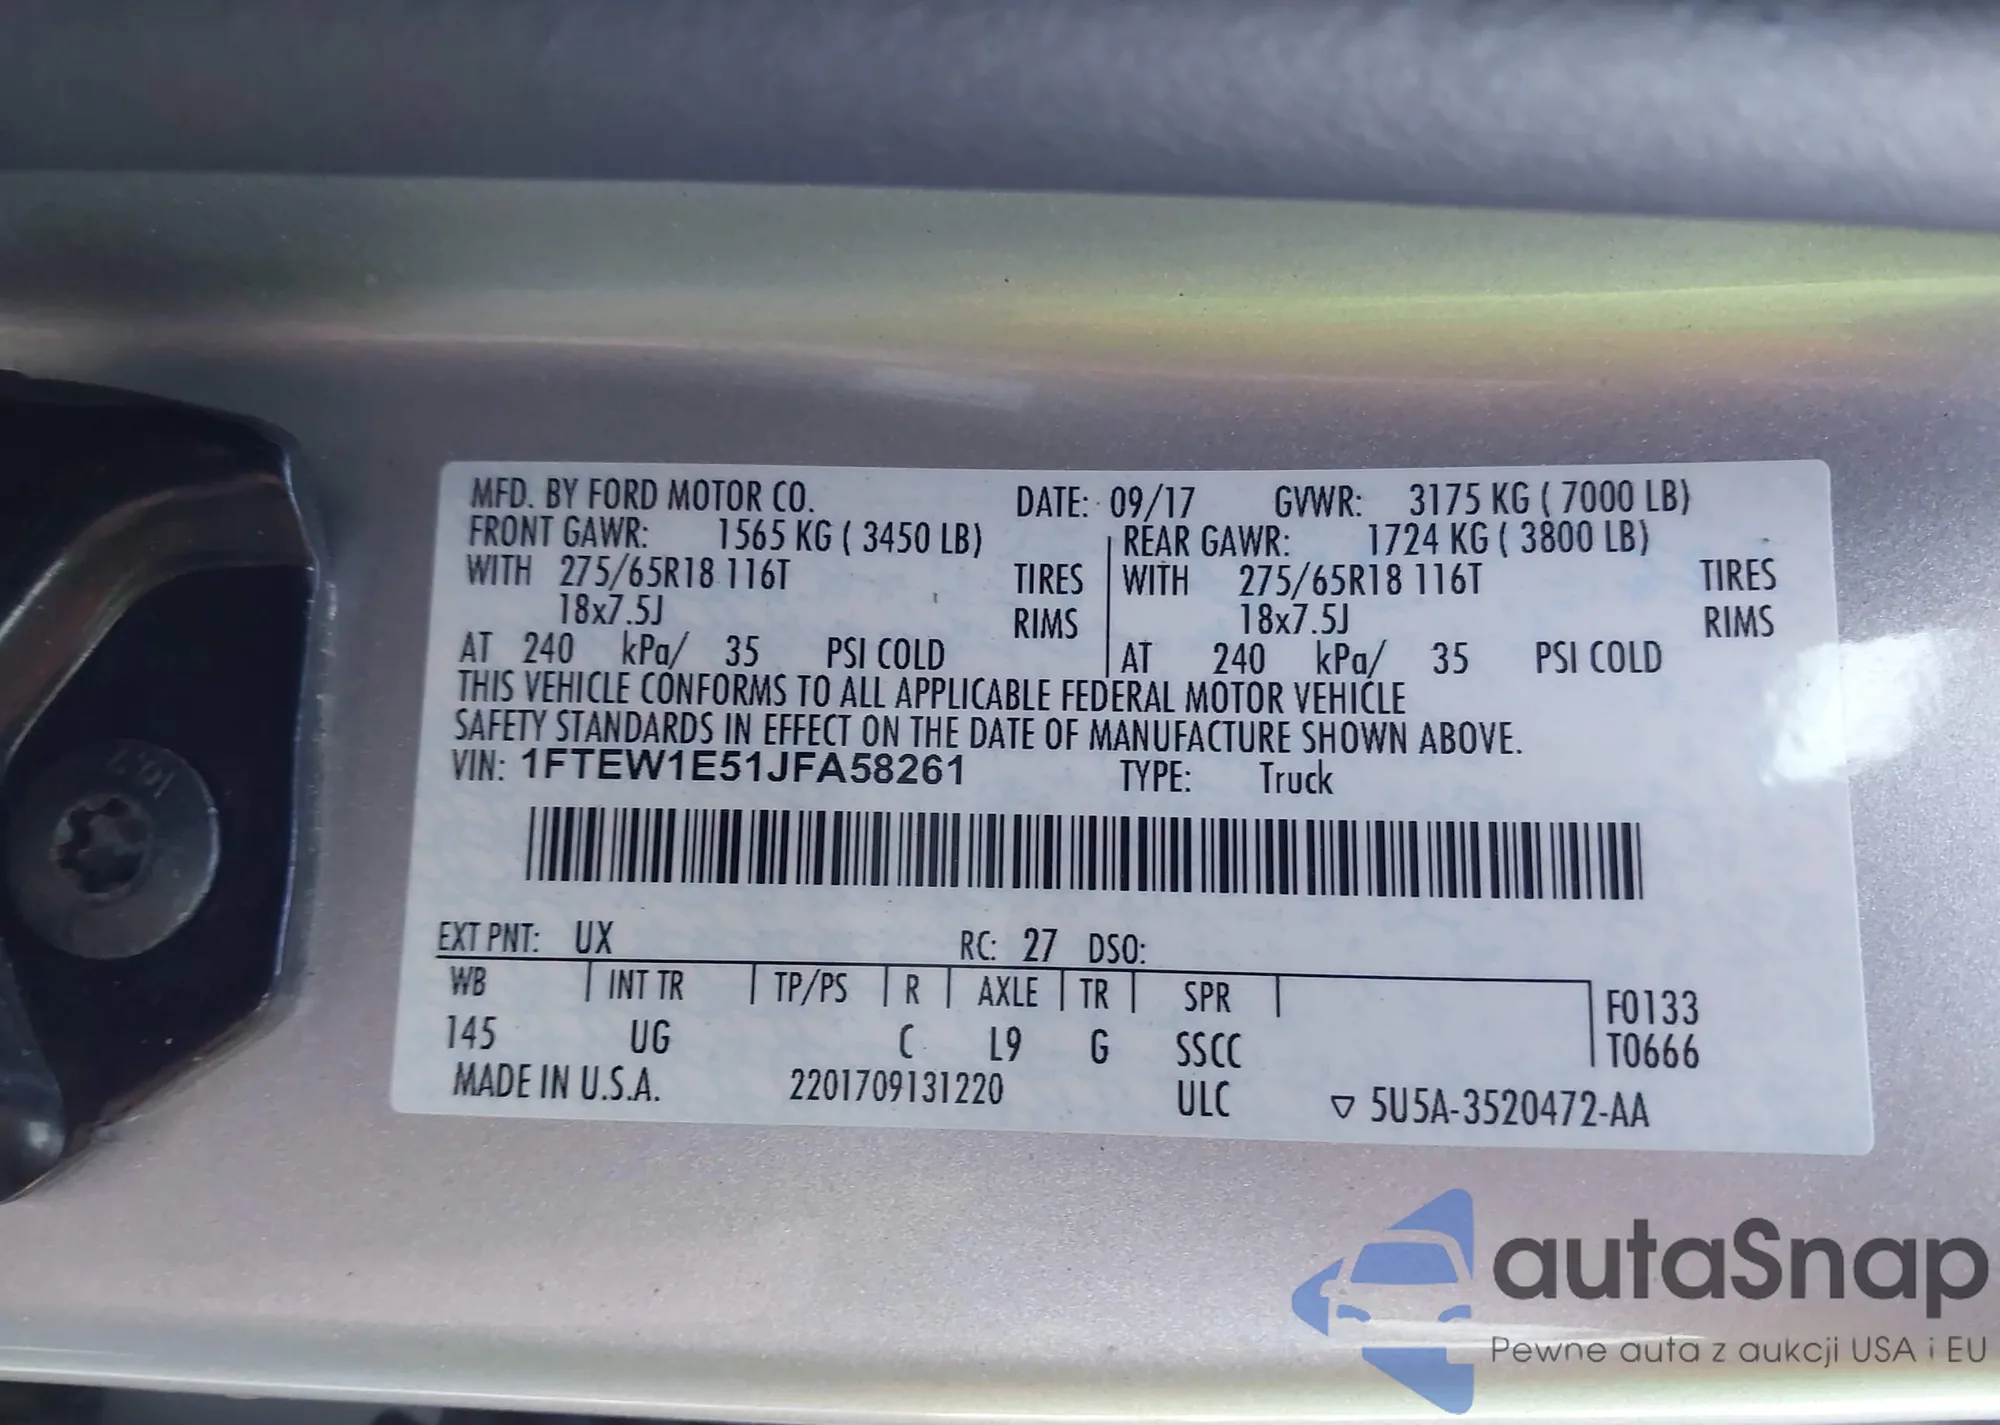 MFD. BY FORD MOTOR CO. DATE: 09/17 GVWR: 3175 KG ( 7000 LB)
FRONT GAWR: 1565 KG ( 3450 LB) REAR GAWR: 1724 KG ( 3800 LB)
WITH 275/65R18 116T TIRES WITH 275/65R18 116T TIRES
18x7.5J RIMS 18x7.5J RIMS
AT 240 kPa/ 35 PSI COLD AT 240 kPa/ 35 PSI COLD
THIS VEHICLE CONFORMS TO ALL APPLICABLE FEDERAL MOTOR VEHICLE
SAFETY STANDARDS IN EFFECT ON THE DATE OF MANUFACTURE SHOWN ABOVE.
VIN: 1FTEW1E51JFA58261 TYPE: Truck
EXT PNT: UX RC: 27 DSO:
WB INT TR TP/PS R AXLE TR SPR F0133
145 UG C L9 G SSCC T0666
MADE IN U.S.A. 2201709131220 ULC ▽ 5U5A-3520472-AA
autaSnap
Pewne auta z aukcji USA i EU